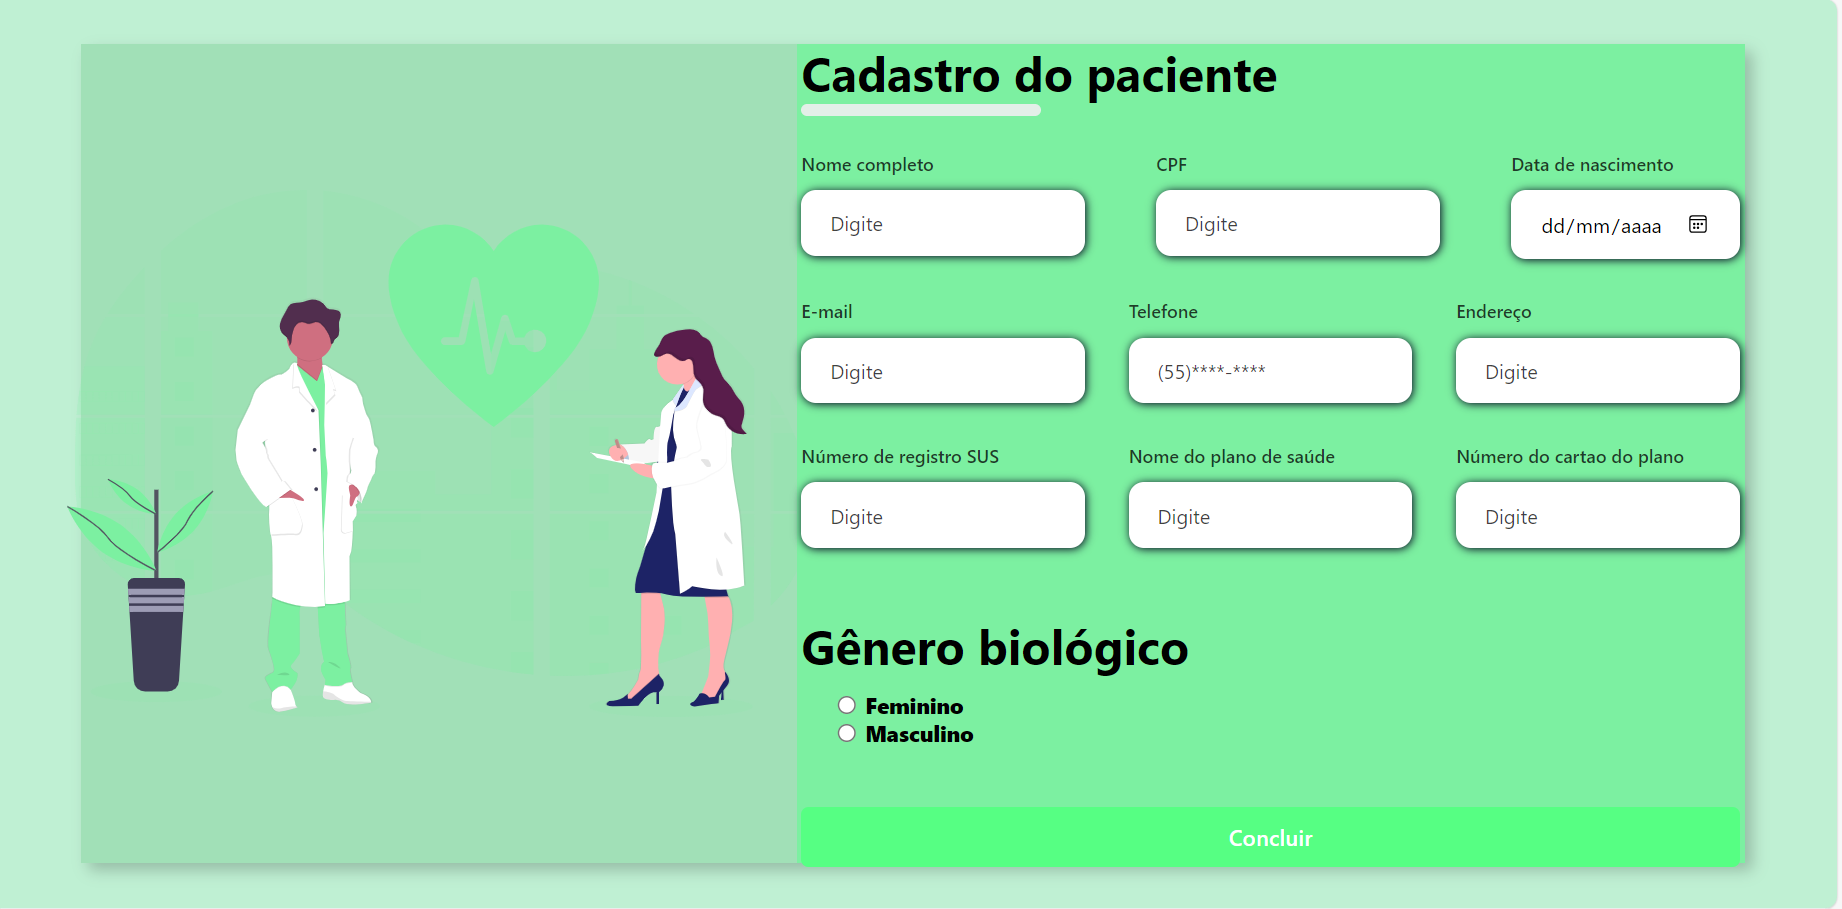 Cadastro do paciente
Nome completo
CPF
Data de nascimento
Digite
Digite
dd/mm/aaaa
E-mail
Telefone
Endereço
Digite
(55)****-****
Digite
Número de registro SUS
Nome do plano de saúde
Número do cartao do plano
Digite
Digite
Digite
Gênero biológico
Feminino
Masculino
Concluir